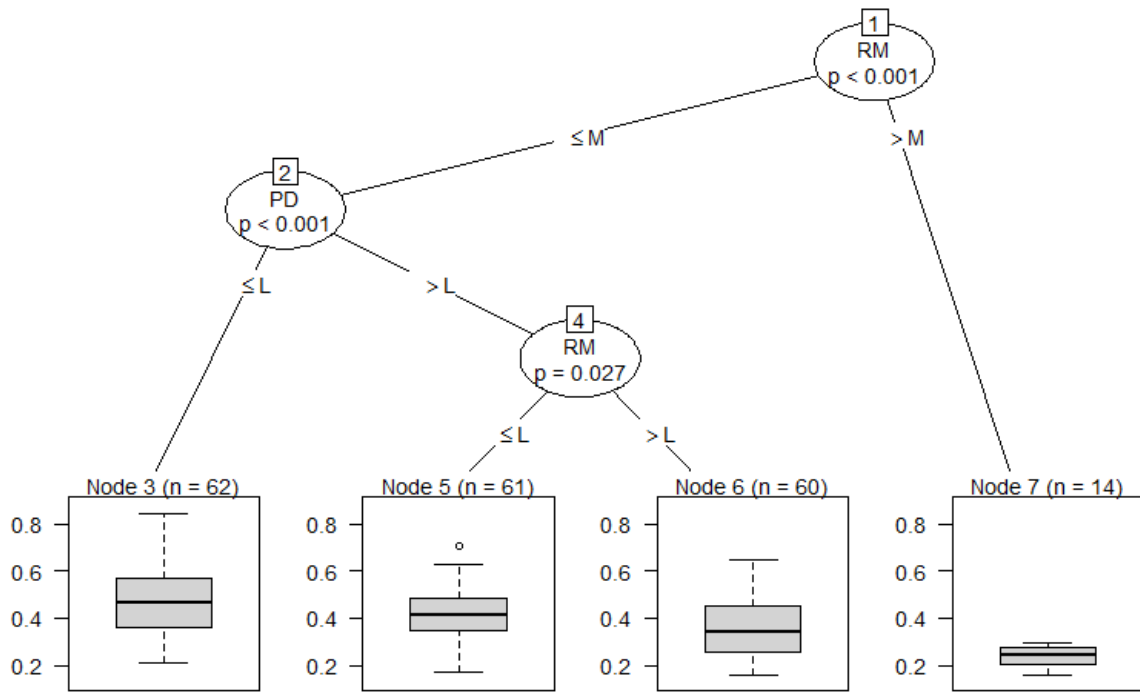 1
RM
p < 0.001
≤ M
> M
2
PD
p < 0.001
≤ L
> L
4
RM
p = 0.027
≤ L
> L
Node 3 (n = 62)
0.8
0.6
0.4
0.2
Node 5 (n = 61)
0.8
0.6
0.4
0.2
Node 6 (n = 60)
0.8
0.6
0.4
0.2
Node 7 (n = 14)
0.8
0.6
0.4
0.2